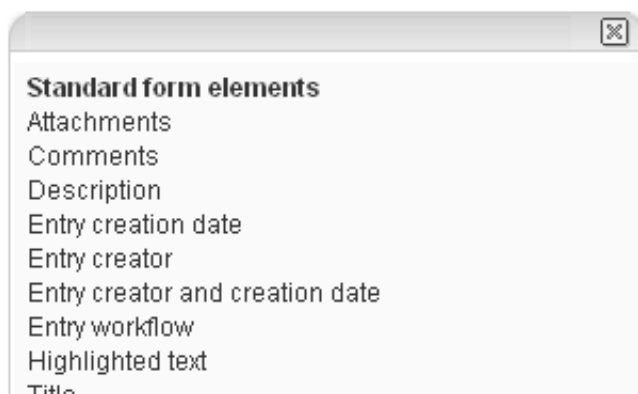 Standard form elements
Attachments
Comments
Description
Entry creation date
Entry creator
Entry creator and creation date
Entry workflow
Highlighted text
Title